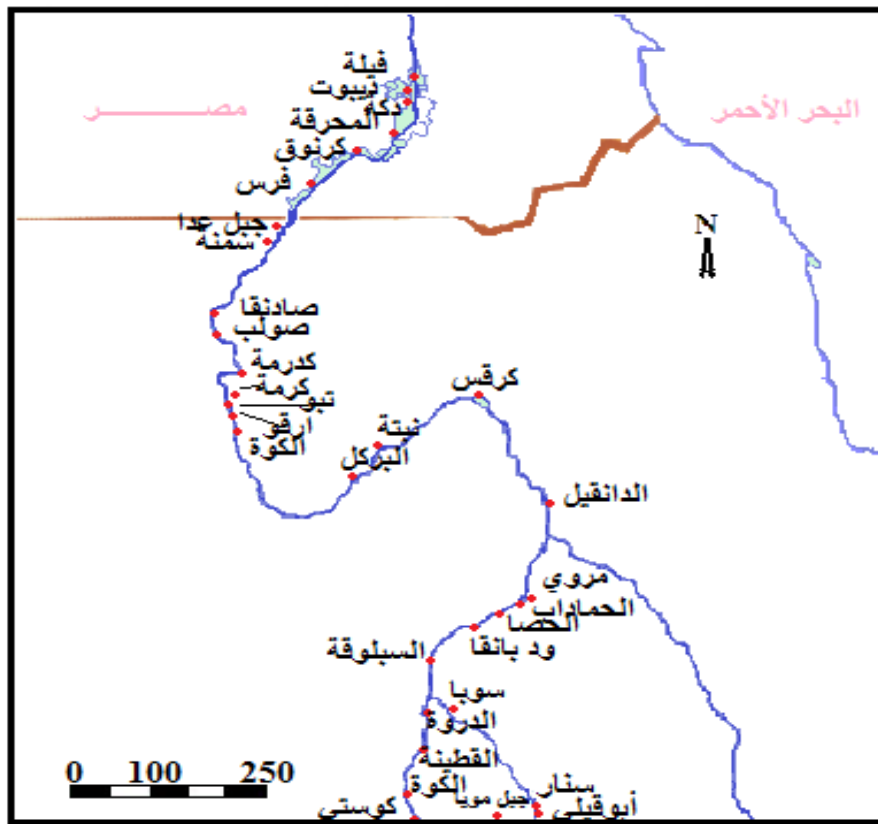 فيلة
ديبوت
دكة
المحرقة
كرنوق
فرس
مصـــــــر
البحر الأحمر
جبل عدا
سمنة
N
صادنقا
صولب
كدرمة
كرمة
تبو
ارقو
الكوة
كرقس
نبتة
البركل
الدانقيل
مروي
الحماداب
الحصا
ود بانقا
السبلوقة
سوبا
الدروة
القطينة
الكوة
سنار
جبل مويا
أبوقيلي
كوستي
0 100 250